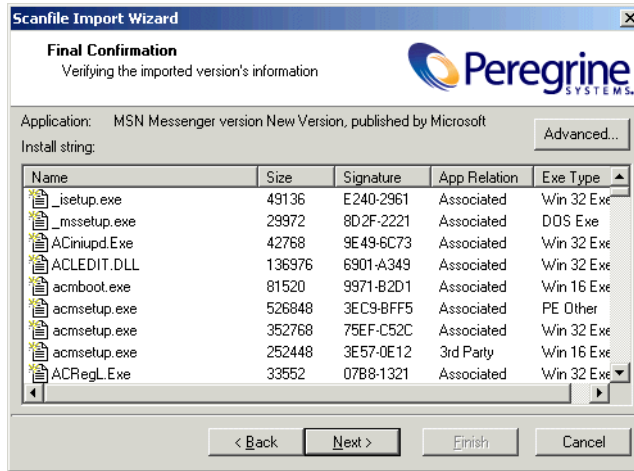 Scanfile Import Wizard
Final Confirmation
Verifying the imported version's information
Peregrine
SYSTEMS
Application: MSN Messenger version New Version, published by Microsoft
Install string:
Advanced...
Name Size Signature App Relation Exe Type
_isetup.exe 49136 E240-2961 Associated Win 32 Exe
_mssetup.exe 29972 8D2F-2221 Associated DOS Exe
ACiniupd.Exe 42768 9E49-6C73 Associated Win 32 Exe
ACLEDIT.DLL 136976 6901-A349 Associated Win 32 Exe
acmboot.exe 81520 9971-B2D1 Associated Win 16 Exe
acmsetup.exe 526848 3EC9-BFF5 Associated PE Other
acmsetup.exe 352768 75EF-C52C Associated Win 32 Exe
acmsetup.exe 252448 3E57-0E12 3rd Party Win 16 Exe
ACRegL.Exe 33552 07B8-1321 Associated Win 32 Exe
< Back Next > Finish Cancel